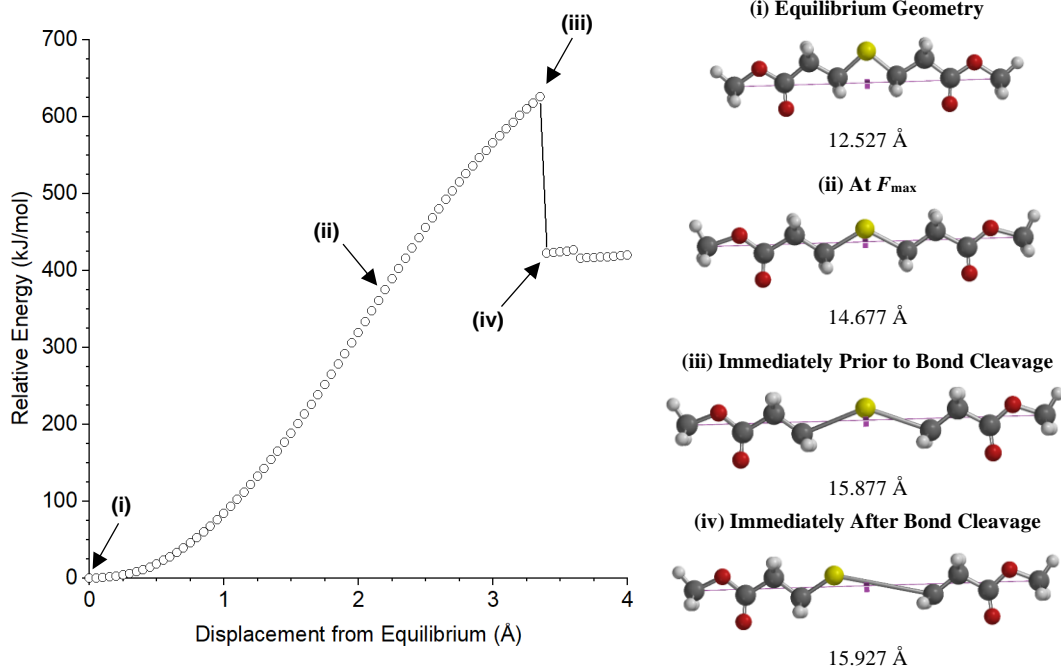 700
600
500
400
300
200
100
0
0
1
2
3
4
Relative Energy (kJ/mol)
Displacement from Equilibrium (Å)
(i)
(ii)
(iii)
(iv)
(i) Equilibrium Geometry
12.527 Å
(ii) At Fmax
14.677 Å
(iii) Immediately Prior to Bond Cleavage
15.877 Å
(iv) Immediately After Bond Cleavage
15.927 Å